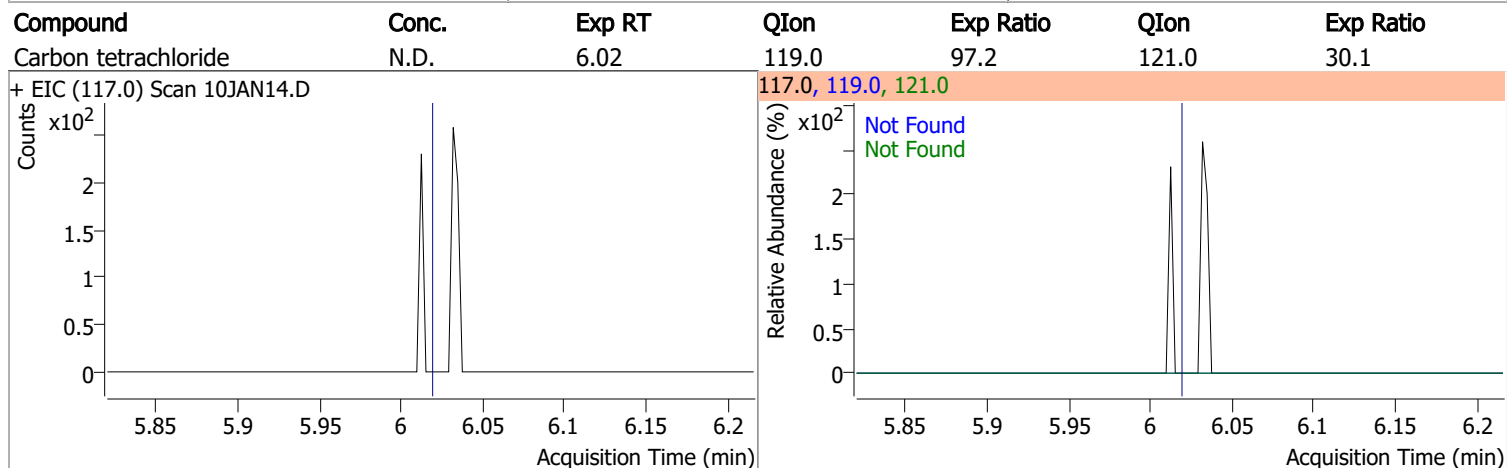 Compound Conc. Exp RT QIon Exp Ratio QIon Exp Ratio
Carbon tetrachloride N.D. 6.02 119.0 97.2 121.0 30.1
+ EIC (117.0) Scan 10JAN14.D
Counts
x10²
2
1.5
1
0.5
0
5.85 5.9 5.95 6 6.05 6.1 6.15 6.2
Acquisition Time (min)
117.0, 119.0, 121.0
Relative Abundance (%)
x10²
Not Found
Not Found
2
1.5
1
0.5
0
5.85 5.9 5.95 6 6.05 6.1 6.15 6.2
Acquisition Time (min)